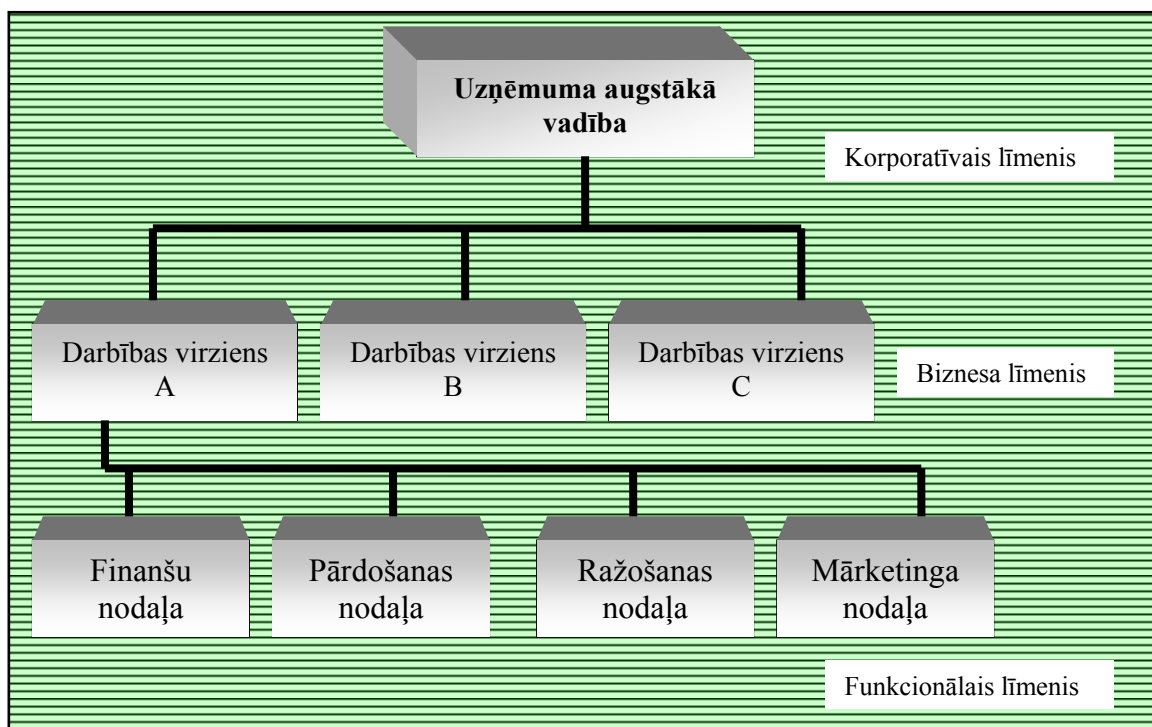 Uzņēmuma augstākā
vadība
Korporatīvais līmenis
Darbības virziens
A
Darbības virziens
B
Darbības virziens
C
Biznesa līmenis
Finanšu
nodaļa
Pārdošanas
nodaļa
Ražošanas
nodaļa
Mārketinga
nodaļa
Funkcionālais līmenis